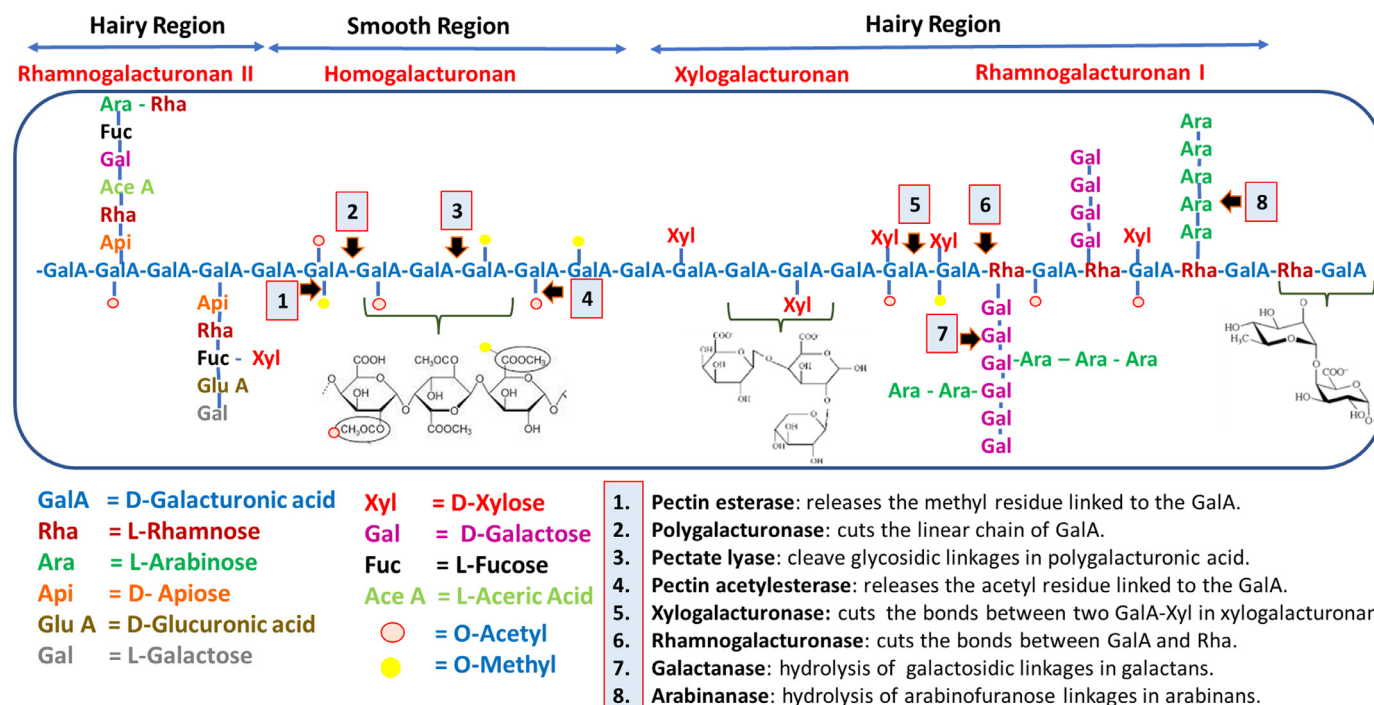 Hairy Region Smooth Region Hairy Region
Rhamnogalacturonan II Homogalacturonan Xylogalacturonan Rhamnogalacturonan I
Ara - Rha
Fuc
Gal
Ace A
Rha
Api
2
3
5
6
8
Xyl
Xyl
Xyl
Gal
Gal
Gal
Gal
Xyl
Ara
Ara
Ara
Ara
Ara
-GalA-GalA-GalA-GalA-GalA-GalA-GalA-GalA-GalA-GalA-GalA-GalA-GalA-GalA-GalA-GalA-GalA-GalA-Rha-GalA-Rha-GalA-Rha-GalA-Rha-GalA
1
4
7
Api
Rha
Fuc - Xyl
Glu A
Gal
Xyl
Gal
Gal
Gal-Ara – Ara - Ara
Ara - Ara-Gal
Gal
Gal
COOH
CH₃OCO
COOCH₃
O
OH
OH
O
O
OH
O
CH₃OCO
COOCH₃
OH
COO⁻
COO⁻
OH
OH
OH
OH
OH
OH
HO
HO
H₃C
O
COO⁻
HO
HO
O
GalA = D-Galacturonic acid
Rha = L-Rhamnose
Ara = L-Arabinose
Api = D- Apiose
Glu A = D-Glucuronic acid
Gal = L-Galactose
Xyl = D-Xylose
Gal = D-Galactose
Fuc = L-Fucose
Ace A = L-Aceric Acid
= O-Acetyl
= O-Methyl
1. Pectin esterase: releases the methyl residue linked to the GalA.
2. Polygalacturonase: cuts the linear chain of GalA.
3. Pectate lyase: cleave glycosidic linkages in polygalacturonic acid.
4. Pectin acetylesterase: releases the acetyl residue linked to the GalA.
5. Xylogalacturonase: cuts the bonds between two GalA-Xyl in xylogalacturonan
6. Rhamnogalacturonase: cuts the bonds between GalA and Rha.
7. Galactanase: hydrolysis of galactosidic linkages in galactans.
8. Arabinanase: hydrolysis of arabinofuranose linkages in arabinans.